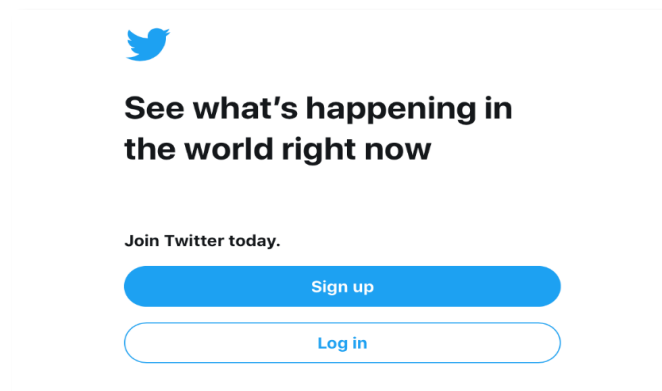 See what’s happening in
the world right now
Join Twitter today.
Sign up
Log in